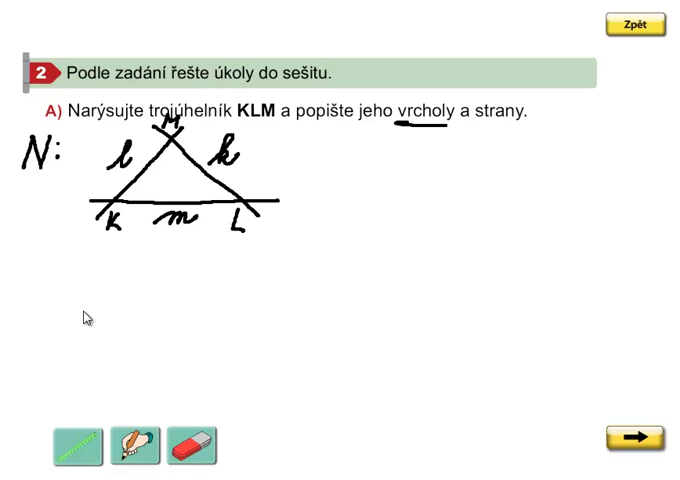 Zpět
2 Podle zadání řešte úkoly do sešitu.
A) Narýsujte trojúhelník KLM a popište jeho vrcholy a strany.
M
N: l k
K m L